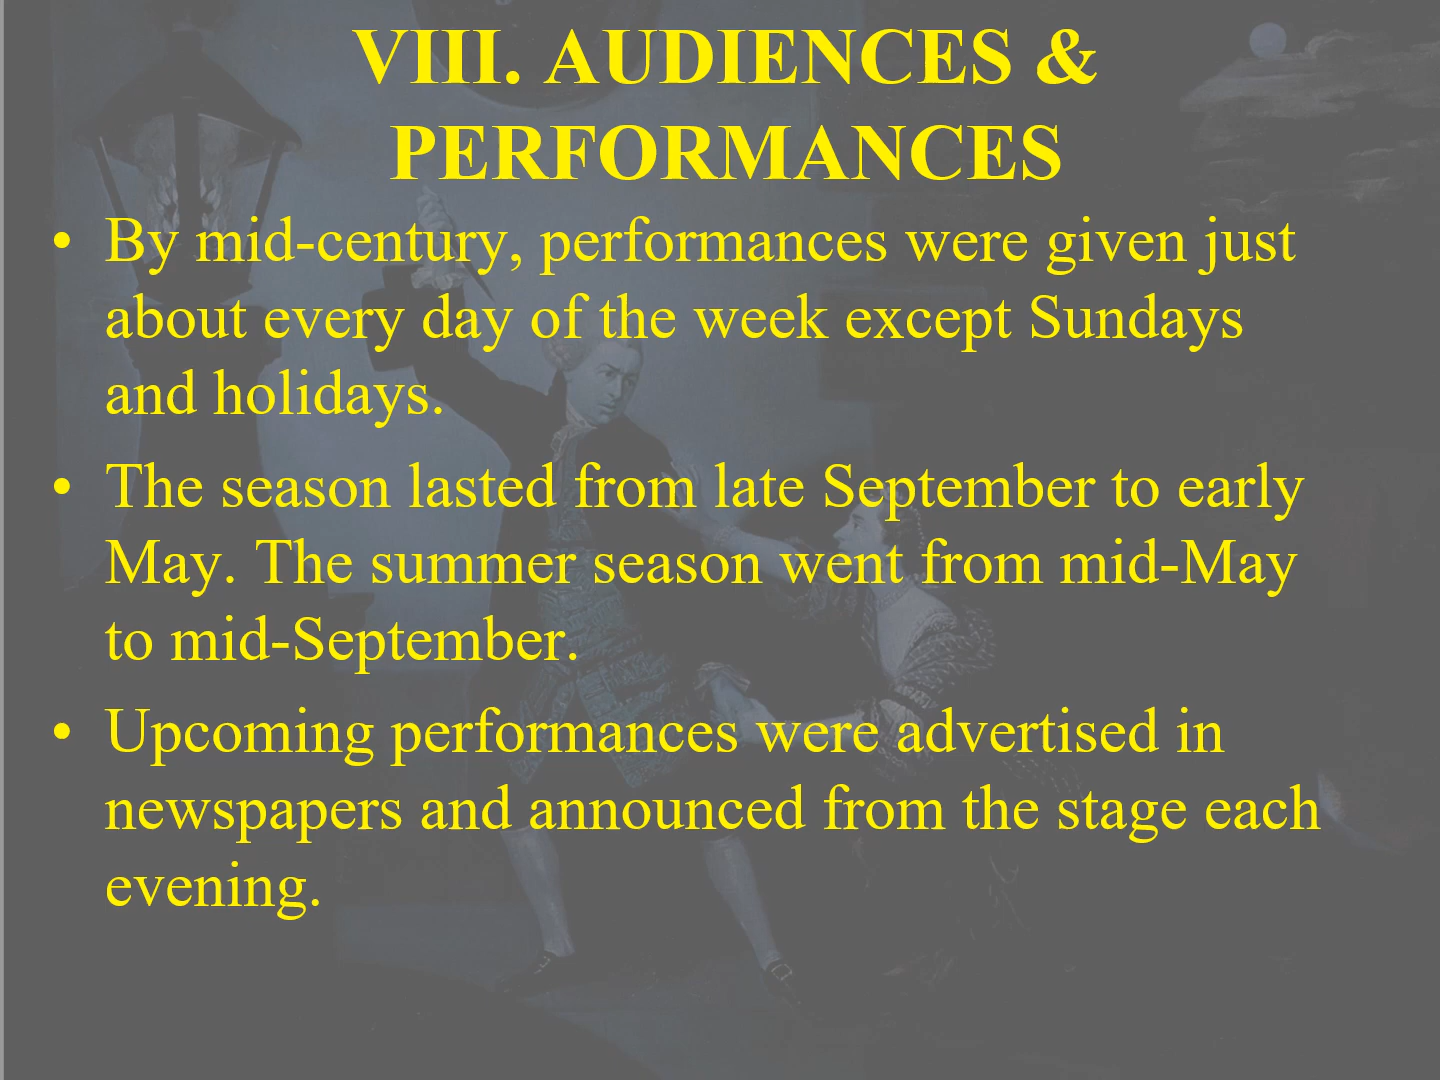 VIII. AUDIENCES &
PERFORMANCES
• By mid-century, performances were given just
about every day of the week except Sundays
and holidays.
• The season lasted from late September to early
May. The summer season went from mid-May
to mid-September.
• Upcoming performances were advertised in
newspapers and announced from the stage each
evening.